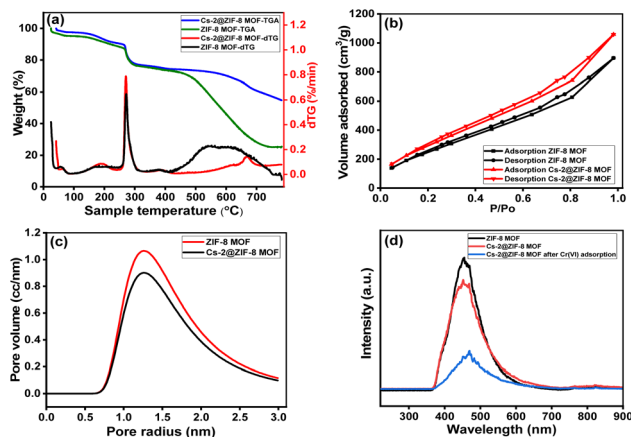 (a)
Cs-2@ZIF-8 MOF-TGA
ZIF-8 MOF-TGA
Cs-2@ZIF-8 MOF-dTG
ZIF-8 MOF-dTG
Weight (%)
100
80
60
40
20
0
dTG (%/min)
1.2
1.0
0.8
0.6
0.4
0.2
0.0
0 100 200 300 400 500 600 700
Sample temperature (°C)
(b)
Volume adsorbed (cm³/g)
1200
1000
800
600
400
200
0
Adsorption ZIF-8 MOF
Desorption ZIF-8 MOF
Adsorption Cs-2@ZIF-8 MOF
Desorption Cs-2@ZIF-8 MOF
0.0 0.2 0.4 0.6 0.8 1.0
P/Po
(c)
ZIF-8 MOF
Cs-2@ZIF-8 MOF
Pore volume (cc/nm)
1.2
1.0
0.8
0.6
0.4
0.2
0.0
0.0 0.5 1.0 1.5 2.0 2.5 3.0
Pore radius (nm)
(d)
ZIF-8 MOF
Cs-2@ZIF-8 MOF
Cs-2@ZIF-8 MOF after Cr(VI) adsorption
Intensity (a.u.)
300 400 500 600 700 800 900
Wavelength (nm)